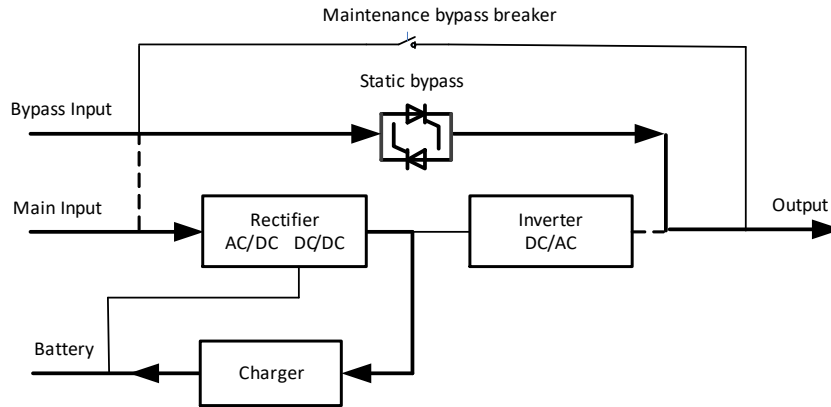 Maintenance bypass breaker
Static bypass
Bypass Input
Main Input
Rectifier
AC/DC DC/DC
Inverter
DC/AC
Output
Battery
Charger